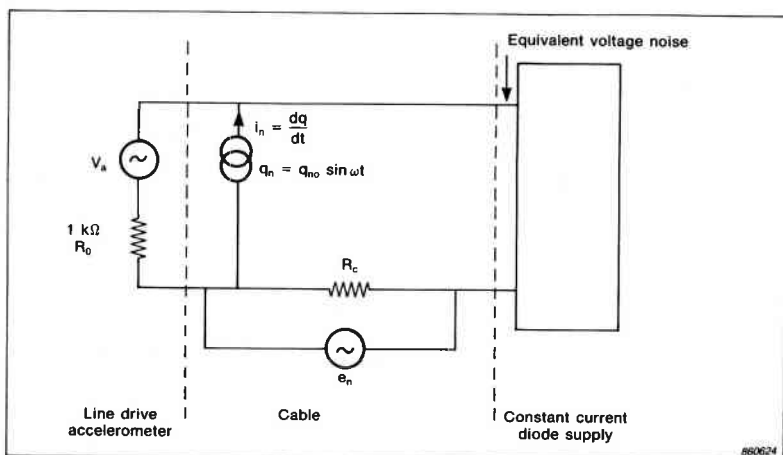 Equivalent voltage noise
i_n = dq/dt
V_a
q_n = q_no sin ωt
1 kΩ
R_0
R_c
e_n
Line drive
accelerometer
Cable
Constant current
diode supply
860624